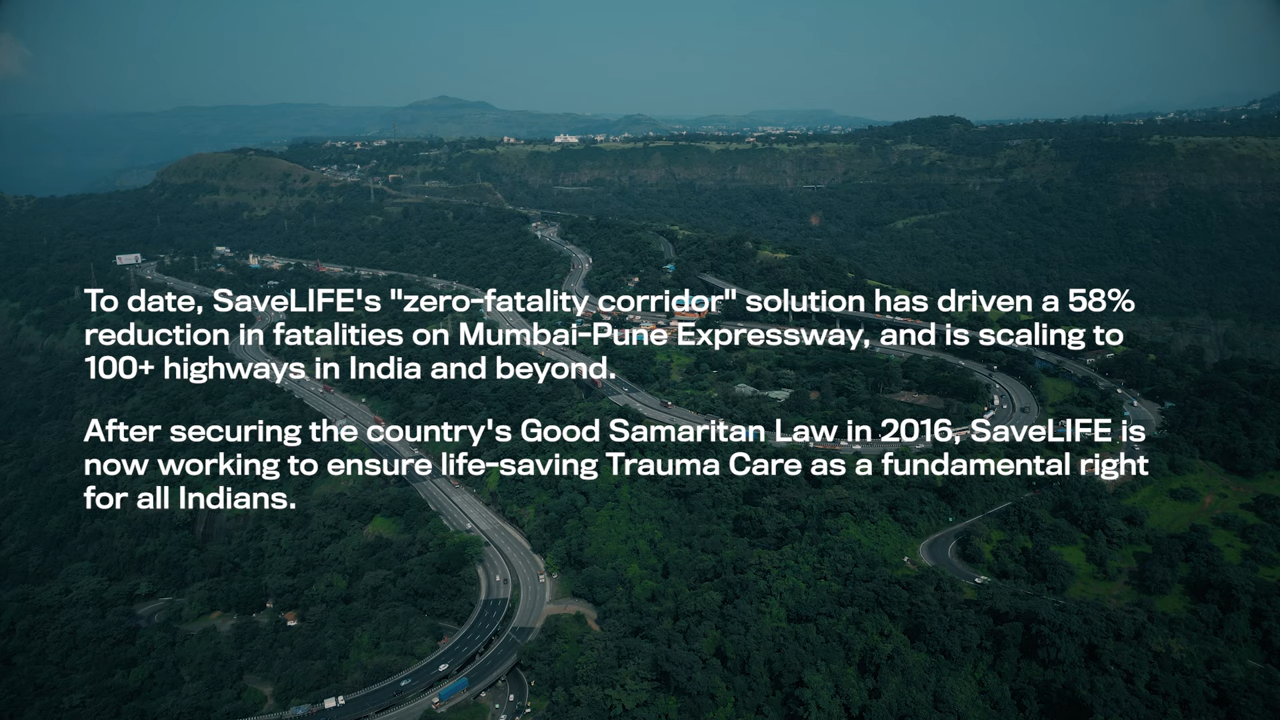 To date, SaveLIFE's "zero-fatality corridor" solution has driven a 58%
reduction in fatalities on Mumbai-Pune Expressway, and is scaling to
100+ highways in India and beyond.
After securing the country's Good Samaritan Law in 2016, SaveLIFE is
now working to ensure life-saving Trauma Care as a fundamental right
for all Indians.